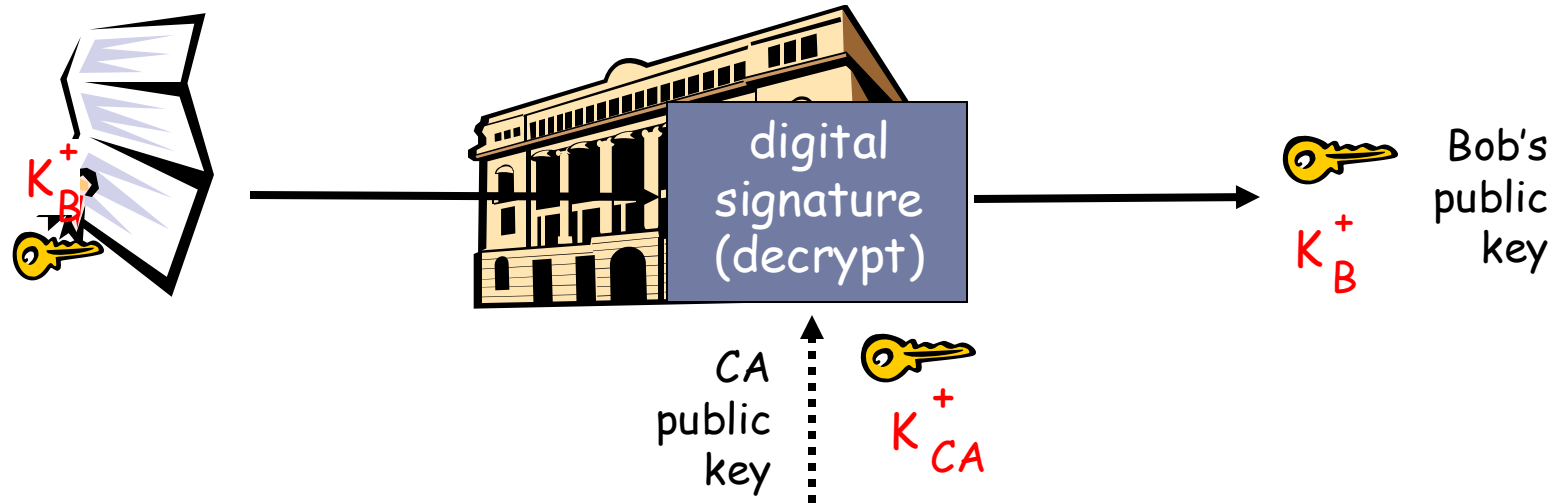 +
K
B
digital
signature
(decrypt)
Bob's
public
key
+
K
B
CA
public
key
+
K
CA